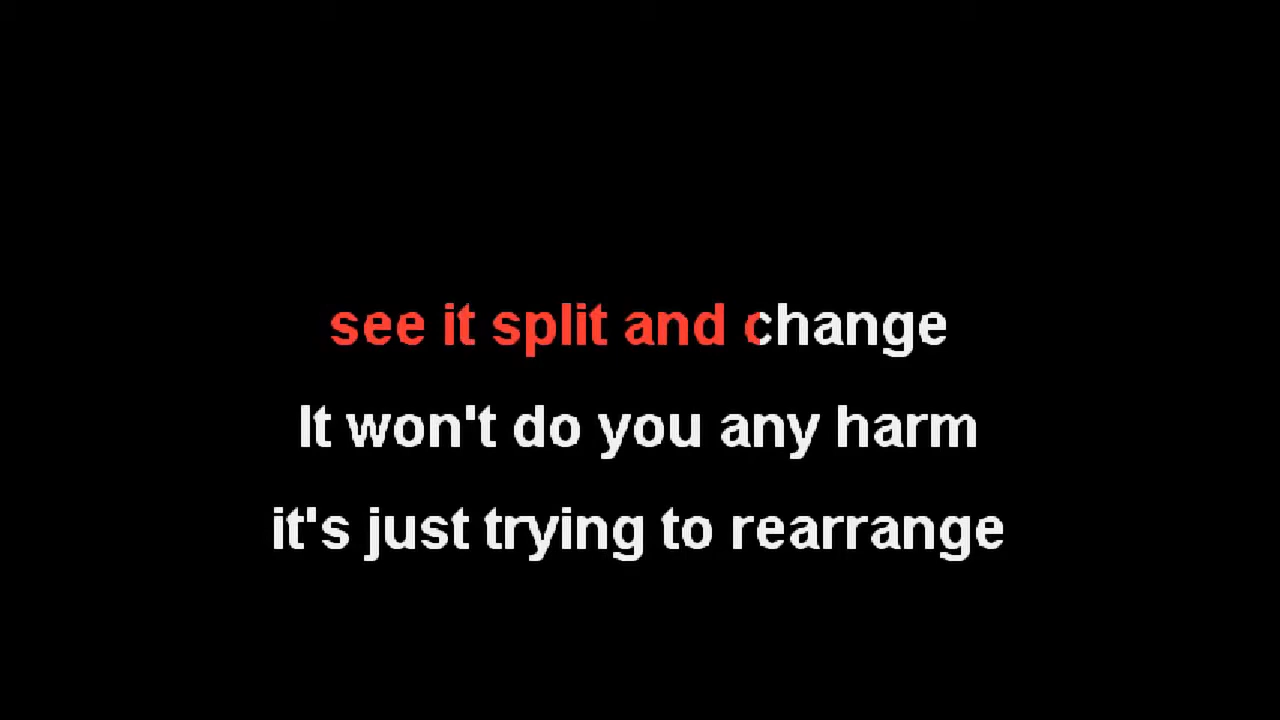 see it split and change
It won't do you any harm
it's just trying to rearrange